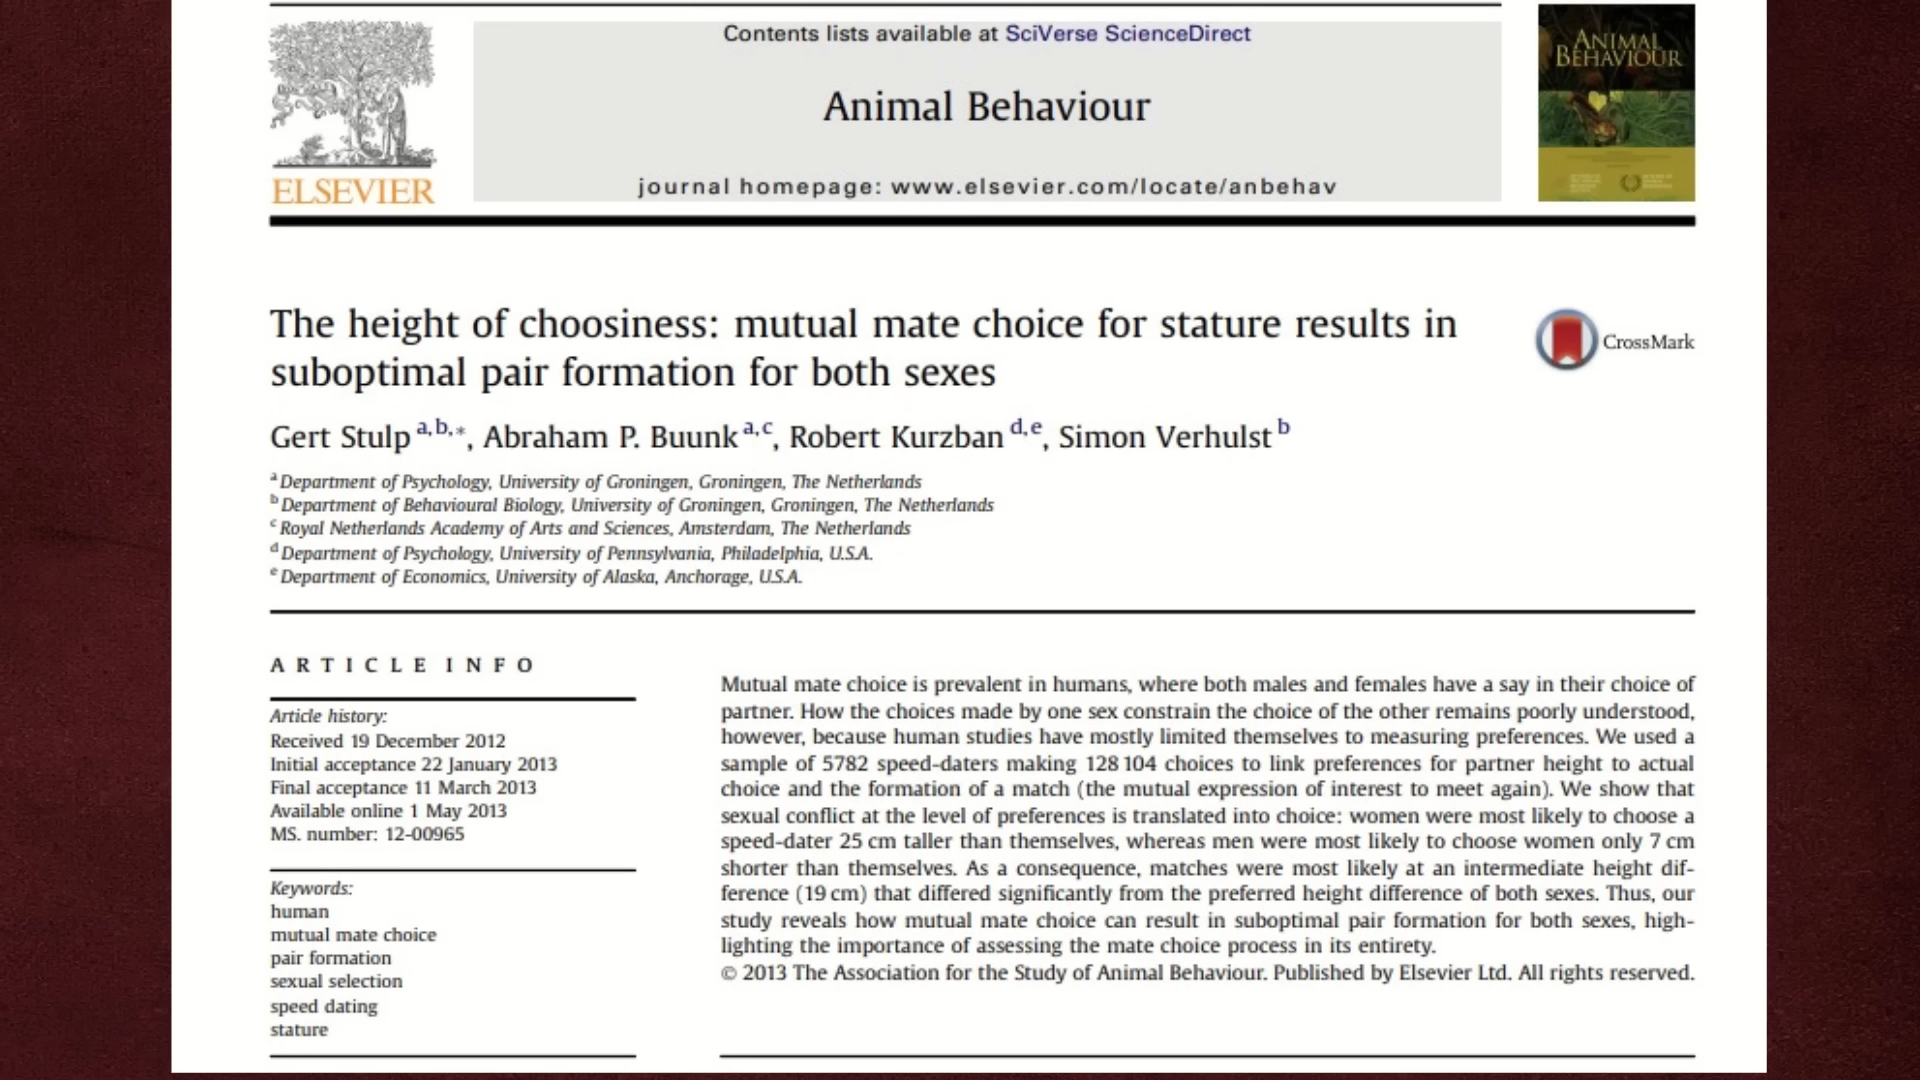 Contents lists available at SciVerse ScienceDirect
Animal Behaviour
journal homepage: www.elsevier.com/locate/anbehav
ELSEVIER
ANIMAL
BEHAVIOUR
The height of choosiness: mutual mate choice for stature results in
suboptimal pair formation for both sexes
CrossMark
Gert Stulp a,b,*, Abraham P. Buunk a,c, Robert Kurzban d,e, Simon Verhulst b
a Department of Psychology, University of Groningen, Groningen, The Netherlands
b Department of Behavioural Biology, University of Groningen, Groningen, The Netherlands
c Royal Netherlands Academy of Arts and Sciences, Amsterdam, The Netherlands
d Department of Psychology, University of Pennsylvania, Philadelphia, U.S.A.
e Department of Economics, University of Alaska, Anchorage, U.S.A.
ARTICLE INFO
Article history:
Received 19 December 2012
Initial acceptance 22 January 2013
Final acceptance 11 March 2013
Available online 1 May 2013
MS. number: 12-00965
Keywords:
human
mutual mate choice
pair formation
sexual selection
speed dating
stature
Mutual mate choice is prevalent in humans, where both males and females have a say in their choice of
partner. How the choices made by one sex constrain the choice of the other remains poorly understood,
however, because human studies have mostly limited themselves to measuring preferences. We used a
sample of 5782 speed-daters making 128 104 choices to link preferences for partner height to actual
choice and the formation of a match (the mutual expression of interest to meet again). We show that
sexual conflict at the level of preferences is translated into choice: women were most likely to choose a
speed-dater 25 cm taller than themselves, whereas men were most likely to choose women only 7 cm
shorter than themselves. As a consequence, matches were most likely at an intermediate height dif-
ference (19 cm) that differed significantly from the preferred height difference of both sexes. Thus, our
study reveals how mutual mate choice can result in suboptimal pair formation for both sexes, high-
lighting the importance of assessing the mate choice process in its entirety.
© 2013 The Association for the Study of Animal Behaviour. Published by Elsevier Ltd. All rights reserved.